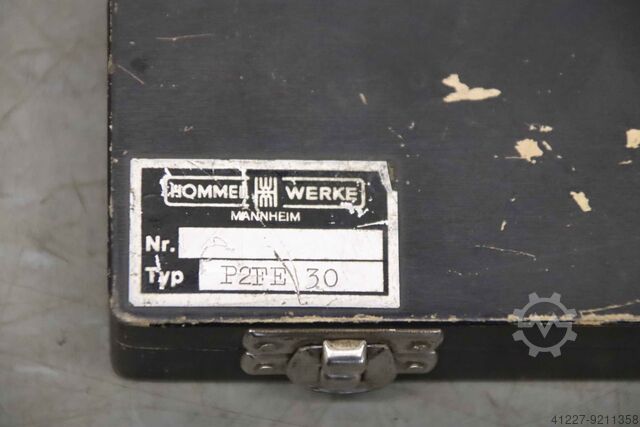 HOMMEL WERKE
MANNHEIM
Nr.
Typ P2FE 30
41227-9211358